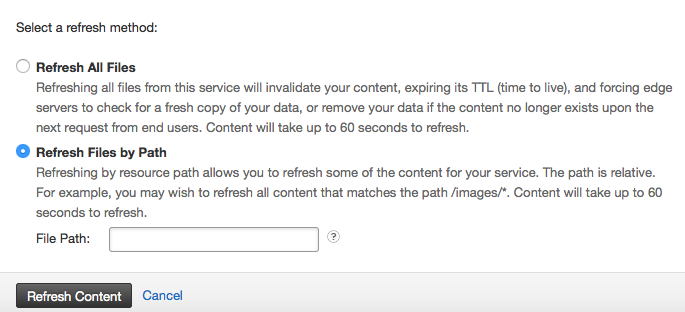 Select a refresh method:
Refresh All Files
Refreshing all files from this service will invalidate your content, expiring its TTL (time to live), and forcing edge
servers to check for a fresh copy of your data, or remove your data if the content no longer exists upon the
next request from end users. Content will take up to 60 seconds to refresh.
Refresh Files by Path
Refreshing by resource path allows you to refresh some of the content for your service. The path is relative.
For example, you may wish to refresh all content that matches the path /images/*. Content will take up to 60
seconds to refresh.
File Path: ?
Refresh Content Cancel